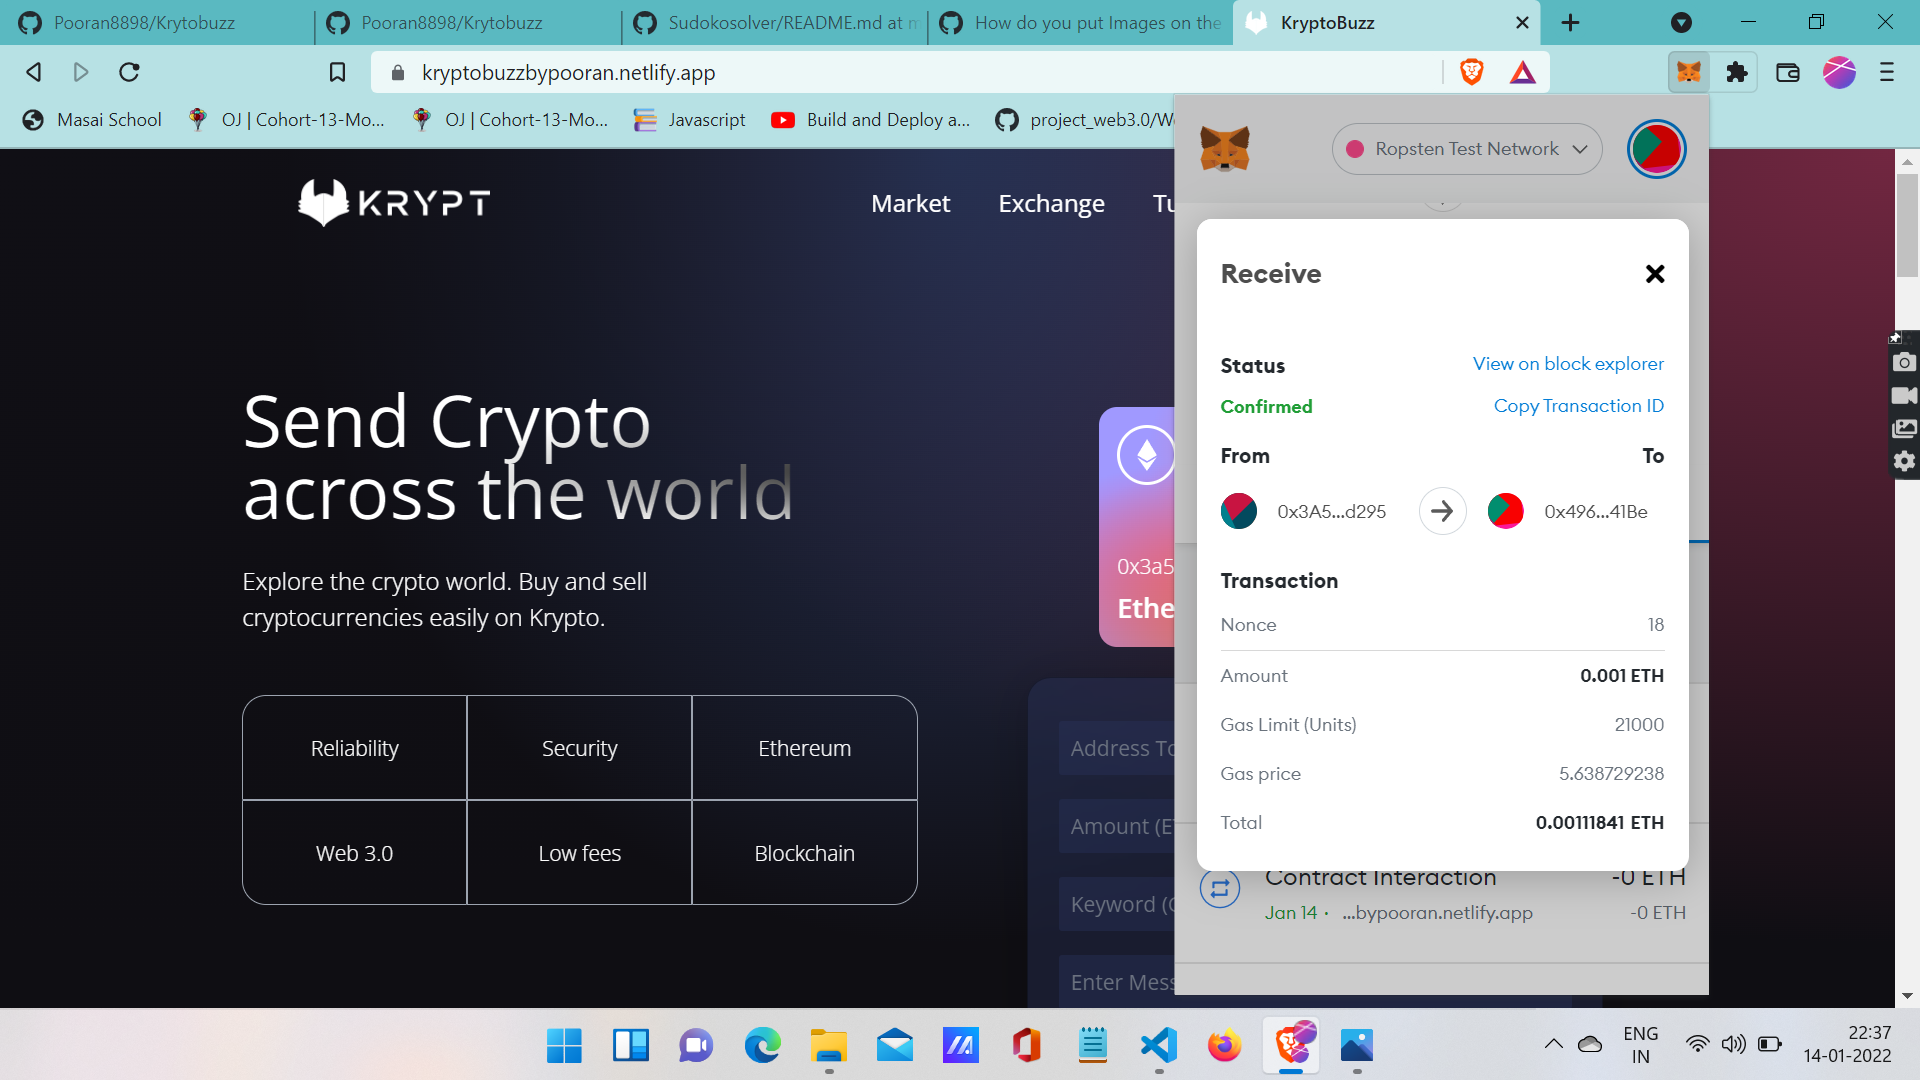 Pooran8898/Krytobuzz
Pooran8898/Krytobuzz
Sudokosolver/README.md at m
How do you put Images on the
KryptoBuzz
kryptobuzzbypooran.netlify.app
Masai School
OJ | Cohort-13-Mo...
OJ | Cohort-13-Mo...
Javascript
Build and Deploy a...
project_web3.0/We
Ropsten Test Network
KRYPT
Market
Exchange
Tu
Receive
Status
View on block explorer
Confirmed
Copy Transaction ID
From
To
0x3A5...d295
0x496...41Be
Transaction
Nonce
18
Amount
0.001 ETH
Gas Limit (Units)
21000
Gas price
5.638729238
Total
0.00111841 ETH
Contract Interaction
-0 ETH
Jan 14 · ...bypooran.netlify.app
-0 ETH
Send Crypto
across the world
Explore the crypto world. Buy and sell
cryptocurrencies easily on Krypto.
Reliability
Security
Ethereum
Web 3.0
Low fees
Blockchain
0x3a5
Ethe
Address To
Amount (E
Keyword (
Enter Mess
ENG
IN
22:37
14-01-2022